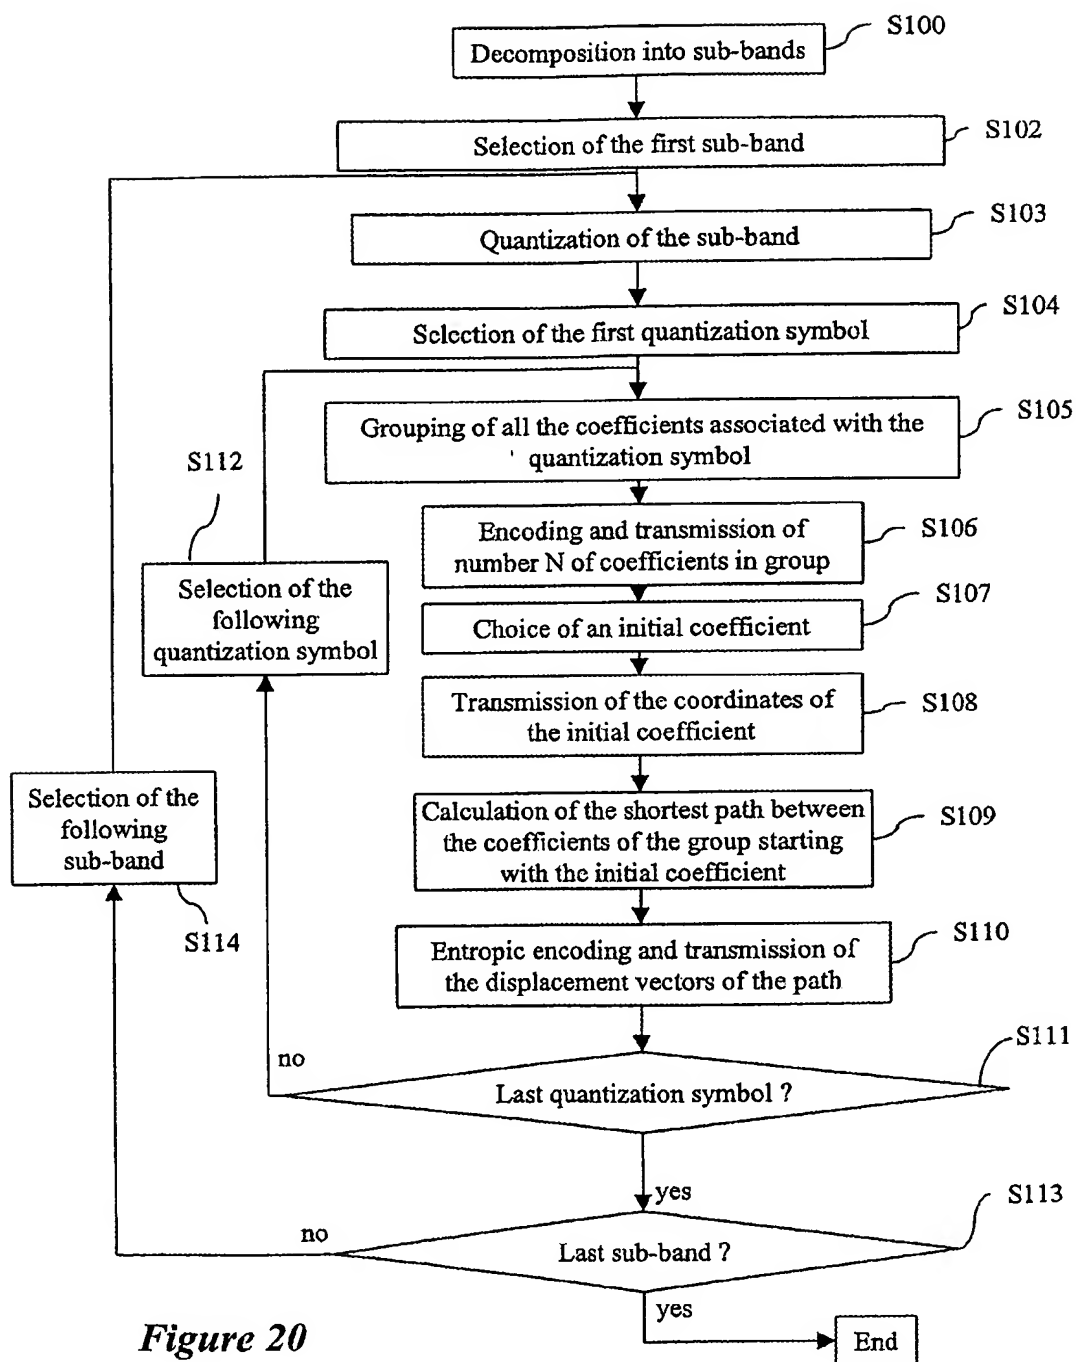 S100
Decomposition into sub-bands
S102
Selection of the first sub-band
S103
Quantization of the sub-band
S104
Selection of the first quantization symbol
S105
Grouping of all the coefficients associated with the
quantization symbol
S112
S106
Encoding and transmission of
number N of coefficients in group
Selection of the
following
quantization symbol
S107
Choice of an initial coefficient
S108
Transmission of the coordinates of
the initial coefficient
Selection of the
following
sub-band
S109
Calculation of the shortest path between
the coefficients of the group starting
with the initial coefficient
S114
S110
Entropic encoding and transmission of
the displacement vectors of the path
S111
no
Last quantization symbol ?
yes
S113
no
Last sub-band ?
yes
End
Figure 20